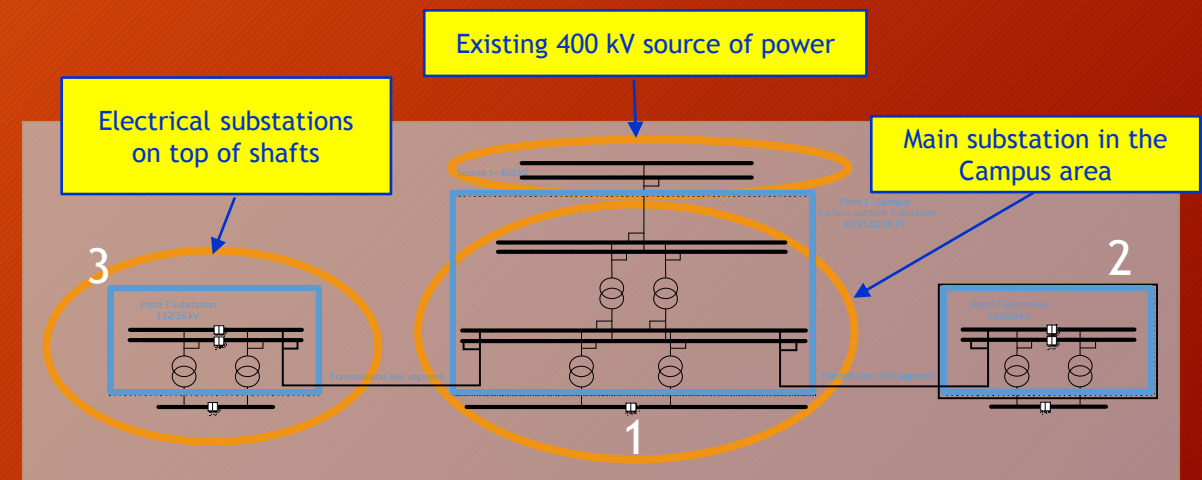 Existing 400 kV source of power
Electrical substations
on top of shafts
Main substation in the
Campus area
Source I= 400 kV
Point 1 - Campus
Surface outdoor Substation
400/132/36 kV
3
2
Point 3 Substation
132/36 kV
Point 2 Substation
132/36 kV
Transmission line segment
Transmission line segment
1